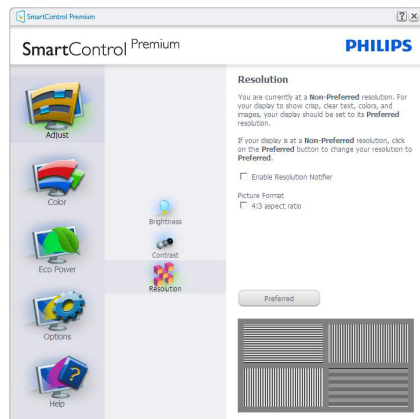 SmartControl Premium
SmartControl Premium
PHILIPS
Adjust
Color
Eco Power
Options
Help
Brightness
Contrast
Resolution
Resolution
You are currently at a Non-Preferred resolution. For
your display to show crisp, clear text, colors, and
images, your display should be set to its Preferred
resolution.
If your display is at a Non-Preferred resolution, click
on the Preferred button to change your resolution to
Preferred.
Enable Resolution Notifier
Picture Format
4:3 aspect ratio
Preferred